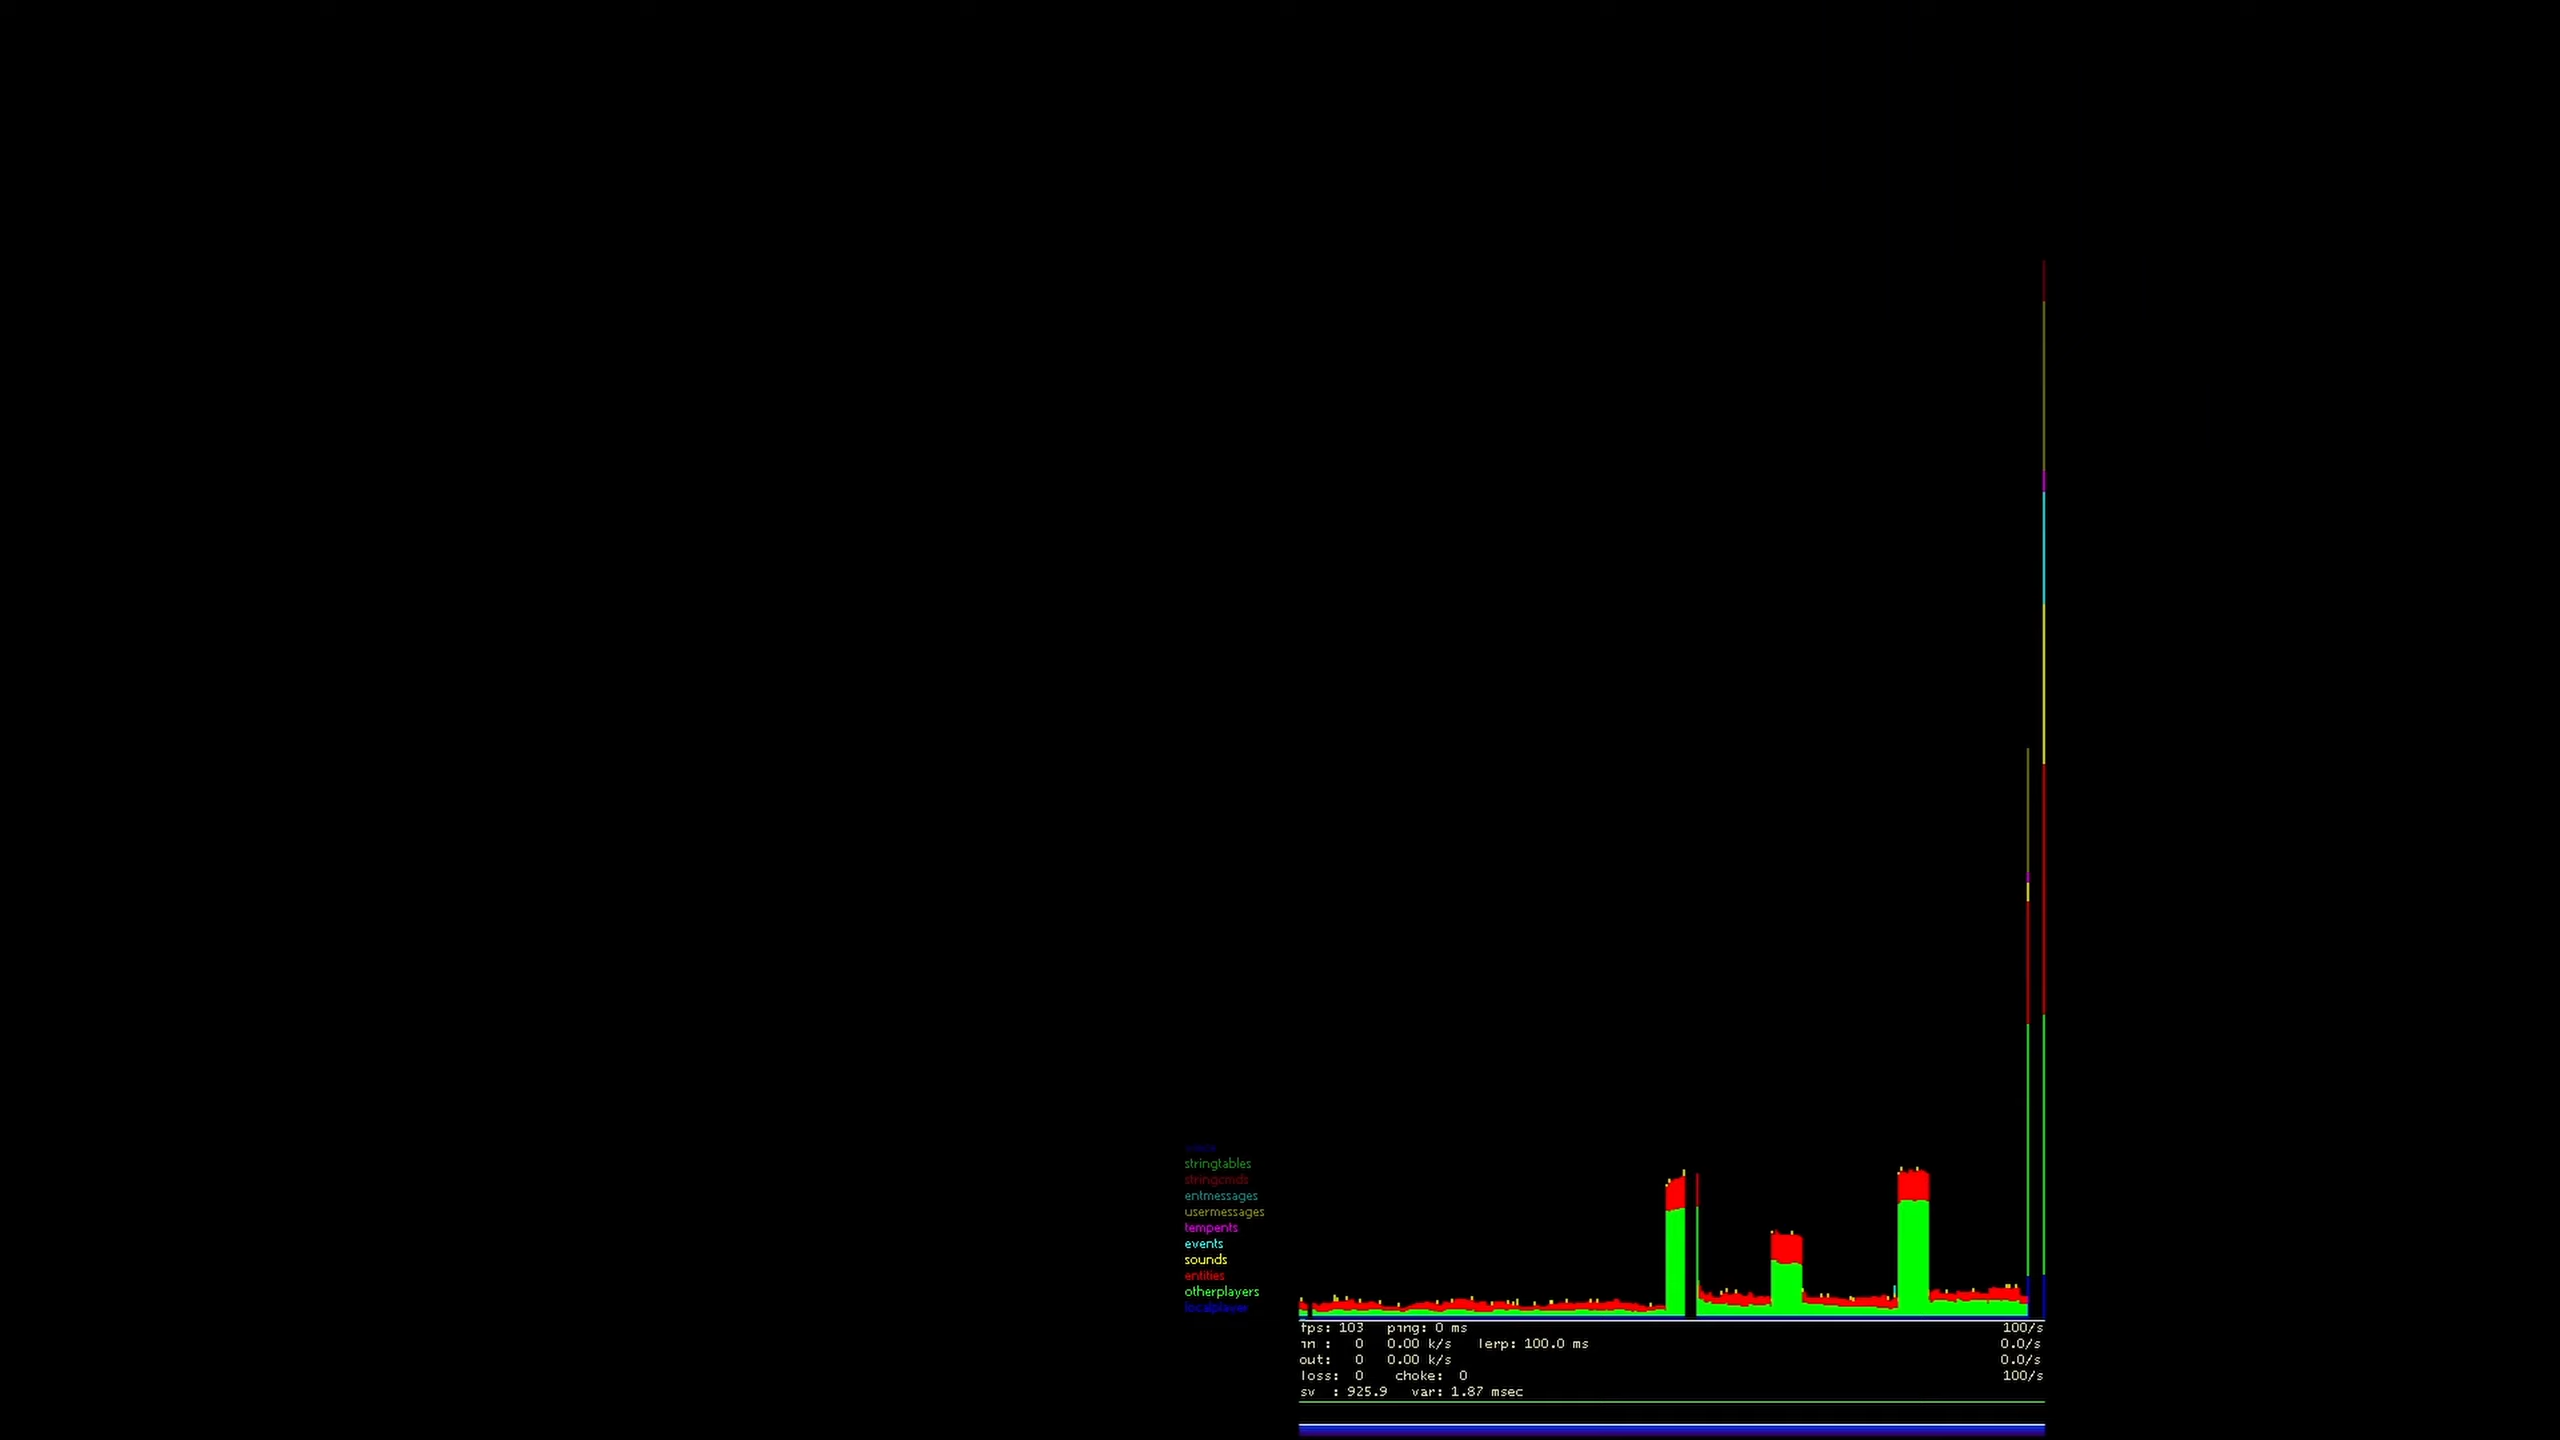 stringtables
stringcmds
entmessages
usermessages
tempents
events
sounds
entities
otherplayers
localplayer
fps: 103 ping: 0 ms 100/s
in : 0 0.00 k/s lerp: 100.0 ms 0.0/s
out: 0 0.00 k/s 0.0/s
loss: 0 choke: 0 100/s
sv : 925.9 var: 1.87 msec